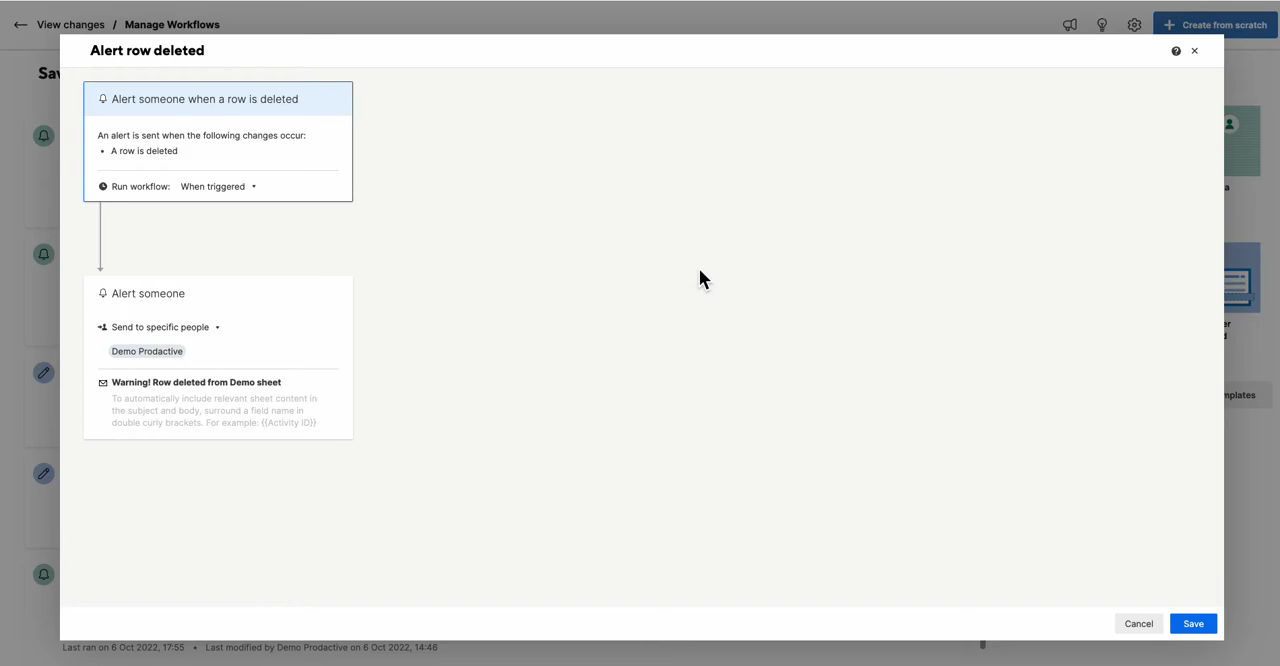 View changes / Manage Workflows
Create from scratch
Alert row deleted
Alert someone when a row is deleted
An alert is sent when the following changes occur:
• A row is deleted
Run workflow: When triggered
Alert someone
Send to specific people
Demo Prodactive
Warning! Row deleted from Demo sheet
To automatically include relevant sheet content in
the subject and body, surround a field name in
double curly brackets. For example: {{Activity ID}}
Cancel
Save
Last ran on 6 Oct 2022, 17:55 • Last modified by Demo Prodactive on 6 Oct 2022, 14:46